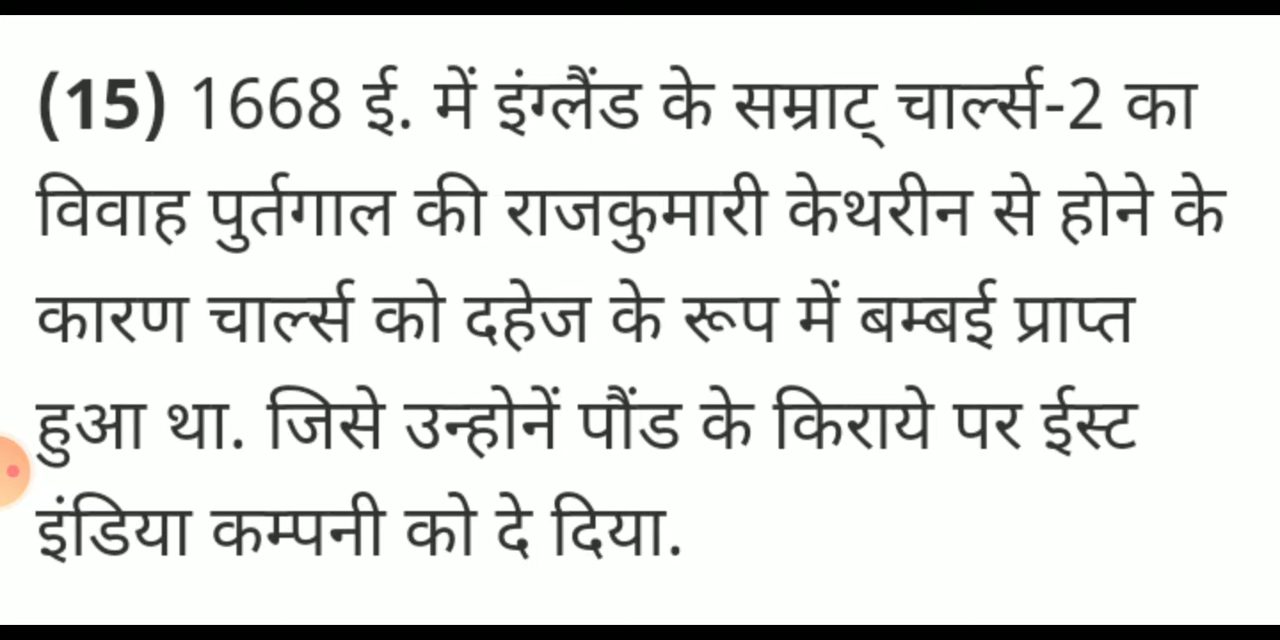 (15) 1668 ई. में इंग्लैंड के सम्राट् चार्ल्स-2 का
विवाह पुर्तगाल की राजकुमारी केथरीन से होने के
कारण चार्ल्स को दहेज के रूप में बम्बई प्राप्त
हुआ था. जिसे उन्होनें पौंड के किराये पर ईस्ट
इंडिया कम्पनी को दे दिया.